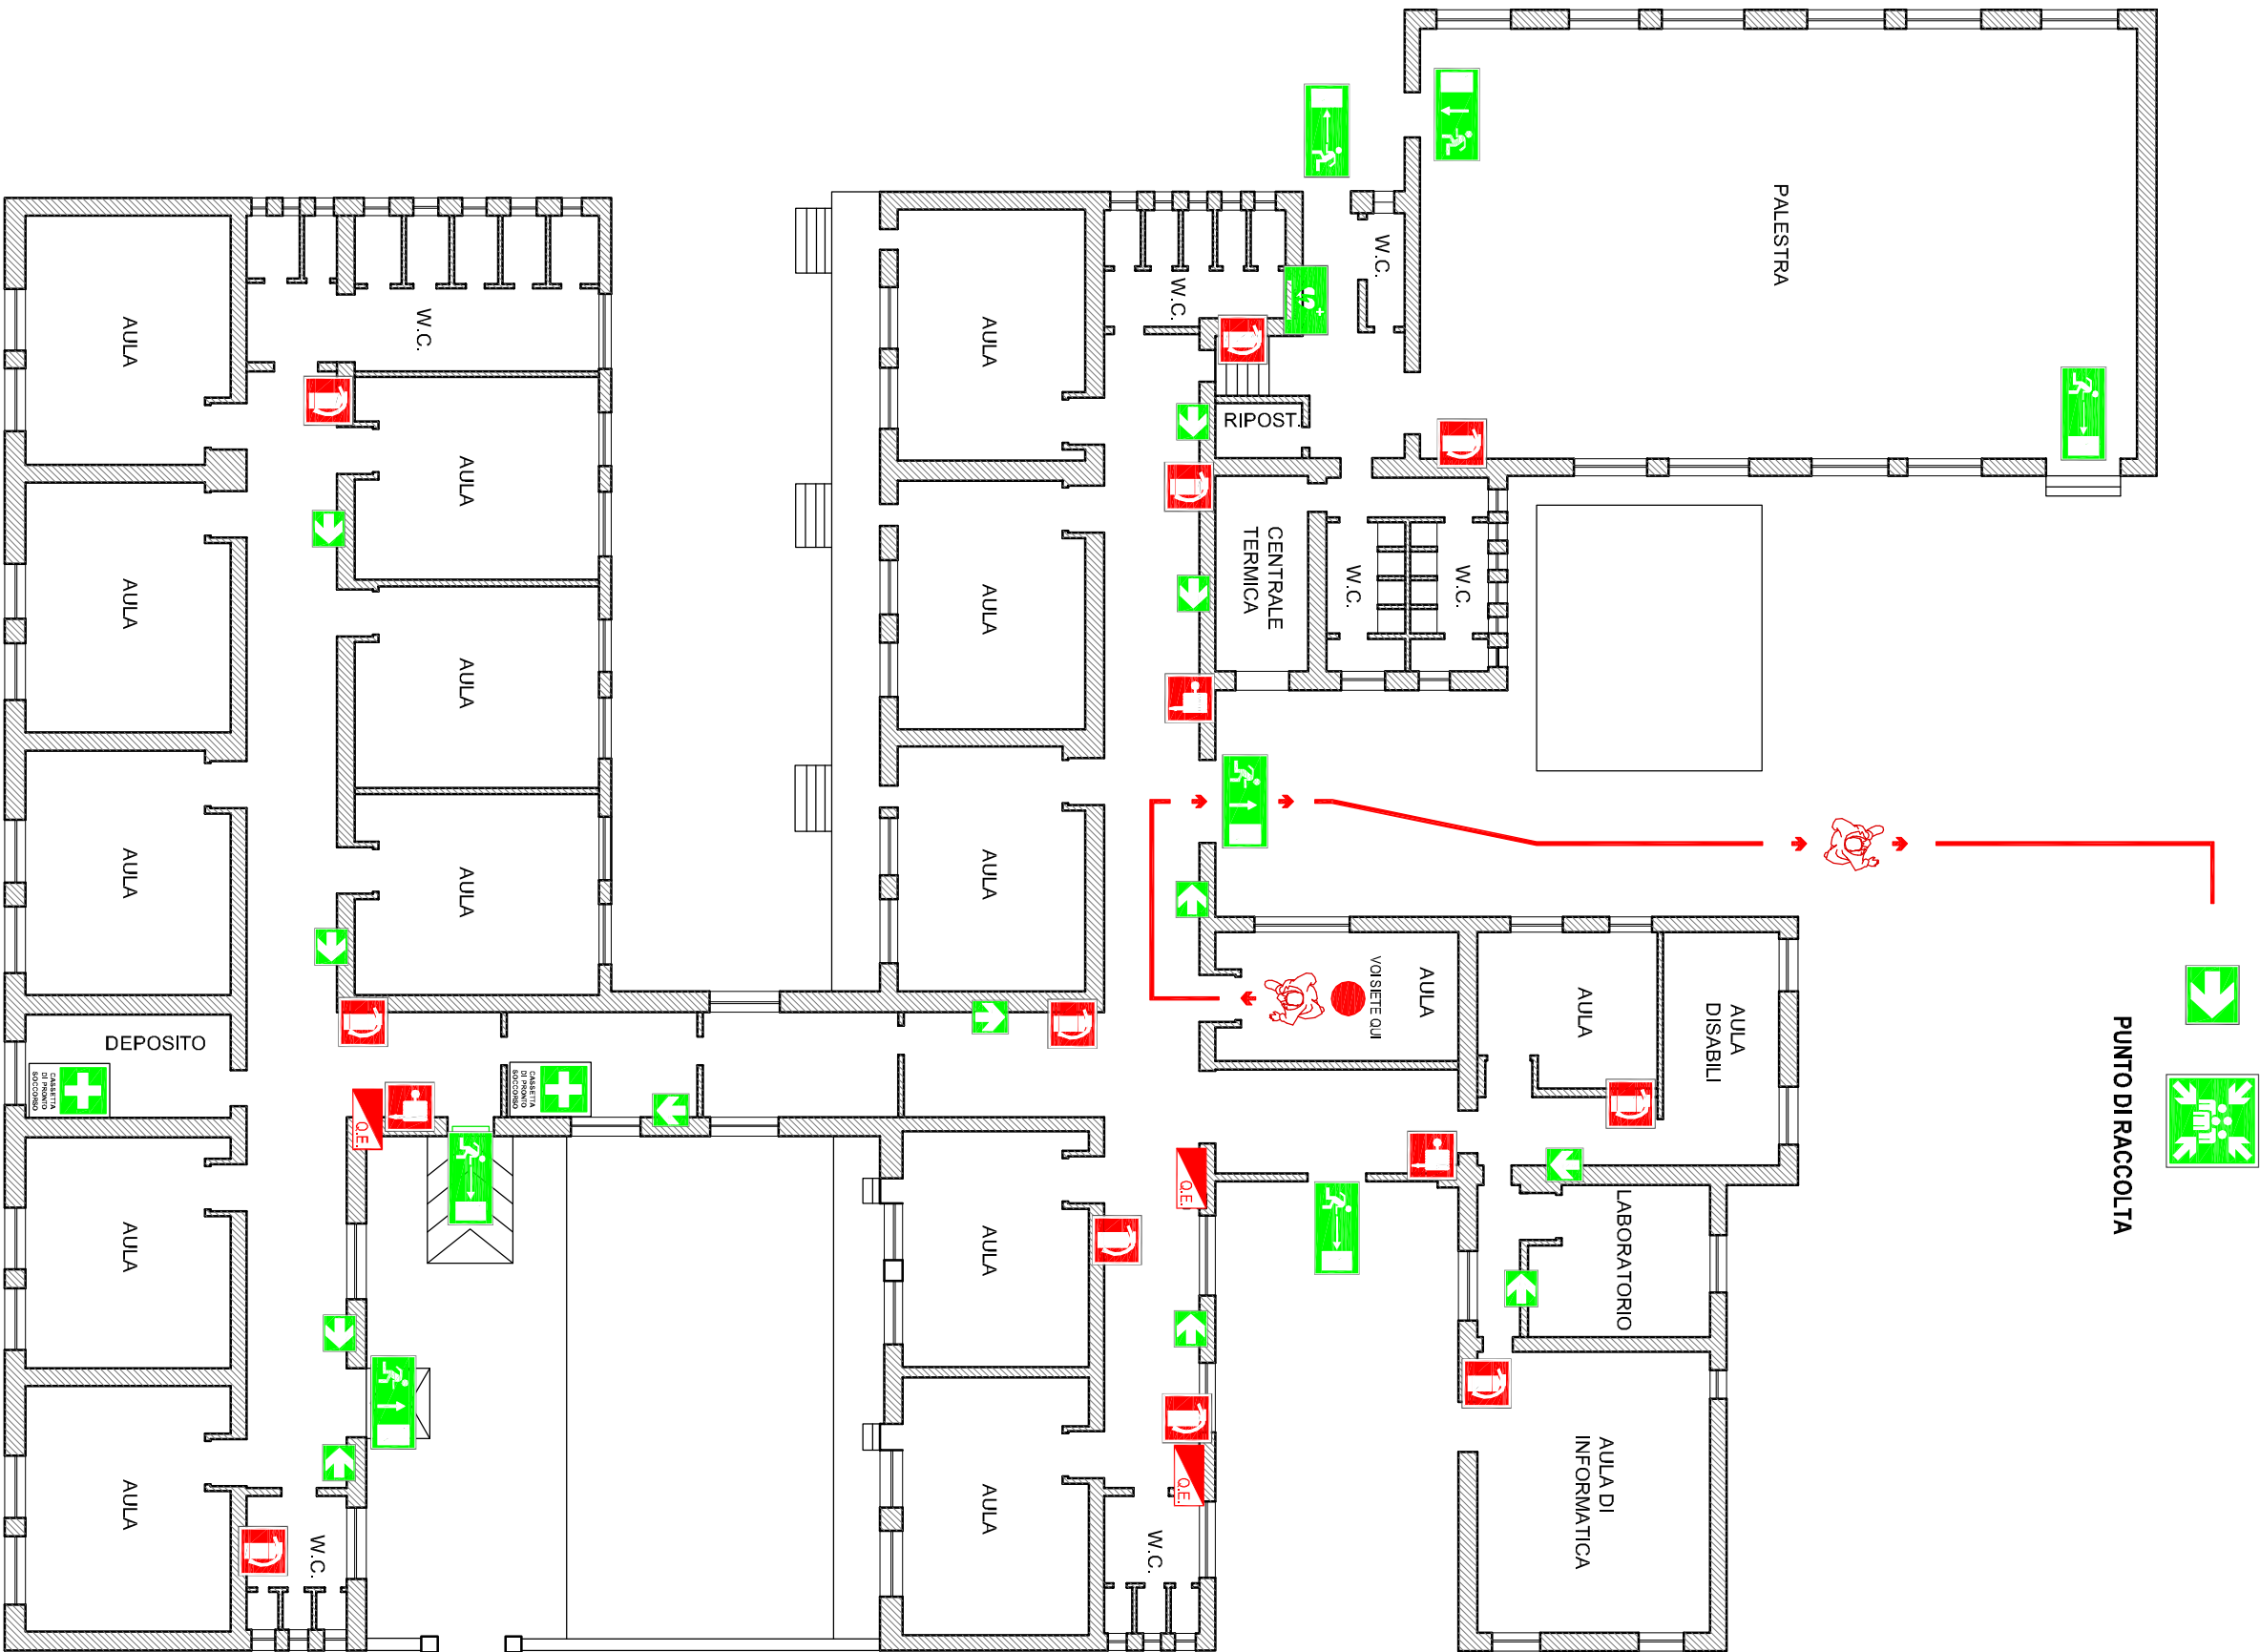 PALESTRA
W.C.
W.C.
W.C.
AULA
AULA
RIPOST.
AULA
CENTRALE
TERMICA
W.C.
W.C.
AULA
AULA
AULA
AULA
AULA
AULA
AULA
AULA
VOI SIETE QUI
AULA
AULA
AULA
DISABILI
PUNTO DI RACCOLTA
DEPOSITO
CASSETTA
DI PRONTO
SOCCORSO
CASSETTA
DI PRONTO
SOCCORSO
Q.E.
Q.E.
AULA
AULA
LABORATORIO
AULA
AULA
Q.E.
AULA DI
INFORMATICA
W.C.
W.C.